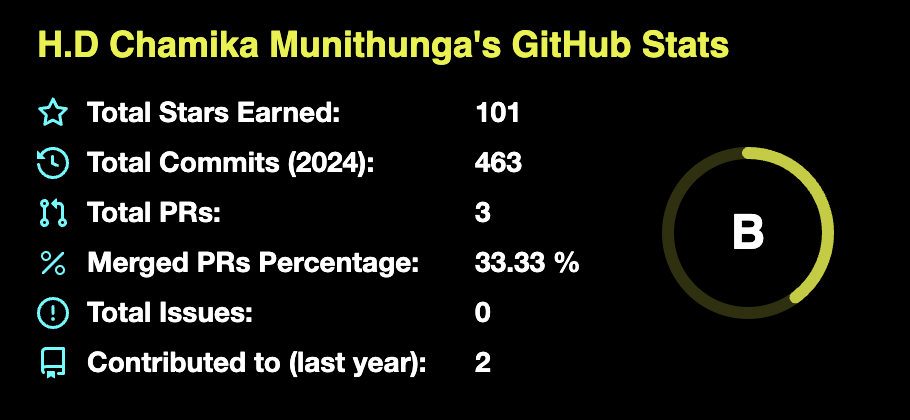 H.D Chamika Munithunga's GitHub Stats
Total Stars Earned: 101
Total Commits (2024): 463
Total PRs: 3
Merged PRs Percentage: 33.33 %
Total Issues: 0
Contributed to (last year): 2
B